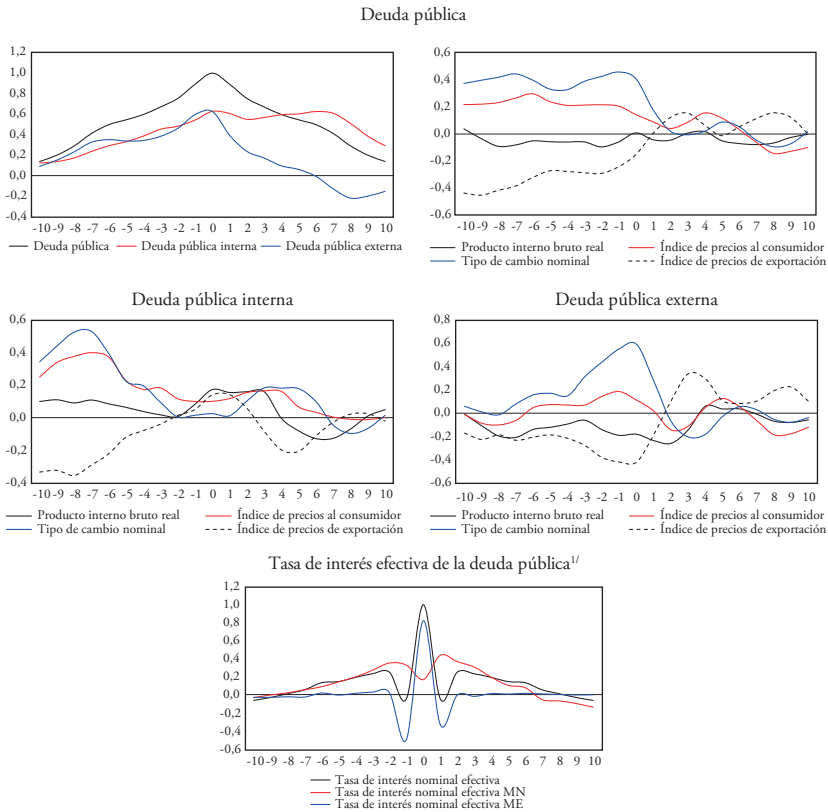 Deuda pública
1,2
1,0
0,8
0,6
0,4
0,2
0,0
-0,2
-0,4
-10 -9 -8 -7 -6 -5 -4 -3 -2 -1 0 1 2 3 4 5 6 7 8 9 10
Deuda pública Deuda pública interna Deuda pública externa
0,6
0,4
0,2
0,0
-0,2
-0,4
-0,6
-10 -9 -8 -7 -6 -5 -4 -3 -2 -1 0 1 2 3 4 5 6 7 8 9 10
Producto interno bruto real Índice de precios al consumidor
Tipo de cambio nominal Índice de precios de exportación
Deuda pública interna
0,6
0,4
0,2
0,0
-0,2
-0,4
-10 -9 -8 -7 -6 -5 -4 -3 -2 -1 0 1 2 3 4 5 6 7 8 9 10
Producto interno bruto real Índice de precios al consumidor
Tipo de cambio nominal Índice de precios de exportación
Deuda pública externa
0,8
0,6
0,4
0,2
0,0
-0,2
-0,4
-0,6
-10 -9 -8 -7 -6 -5 -4 -3 -2 -1 0 1 2 3 4 5 6 7 8 9 10
Producto interno bruto real Índice de precios al consumidor
Tipo de cambio nominal Índice de precios de exportación
Tasa de interés efectiva de la deuda pública1/
1,2
1,0
0,8
0,6
0,4
0,2
0,0
-0,2
-0,4
-0,6
-10 -9 -8 -7 -6 -5 -4 -3 -2 -1 0 1 2 3 4 5 6 7 8 9 10
Tasa de interés nominal efectiva
Tasa de interés nominal efectiva MN
Tasa de interés nominal efectiva ME